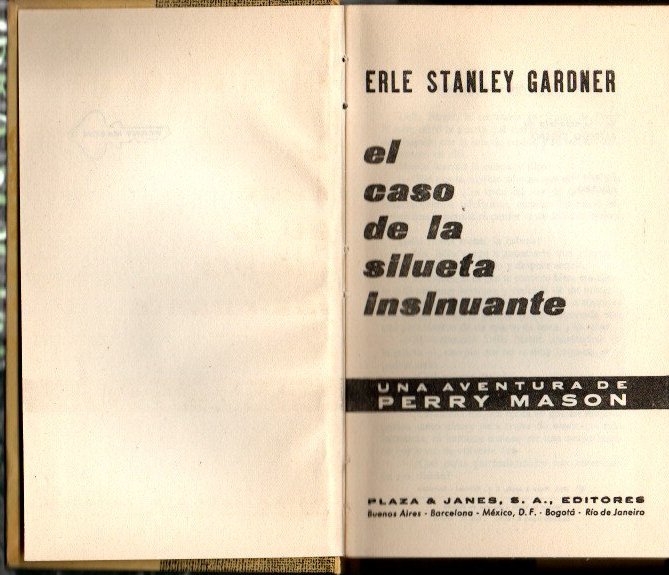 ERLE STANLEY GARDNER
el
caso
de la
silueta
insinuante
UNA AVENTURA DE
PERRY MASON
PLAZA & JANES, S. A., EDITORES
Buenos Aires - Barcelona - México, D. F. - Bogotá - Río de Janeiro